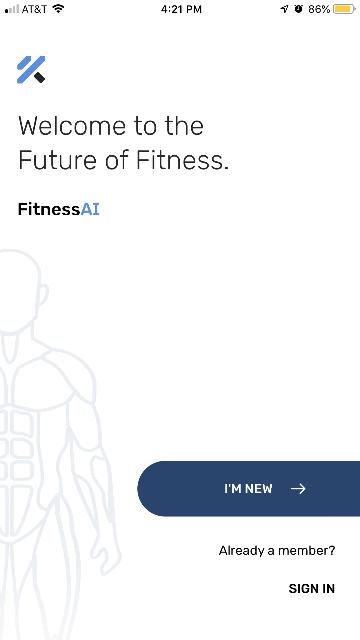 AT&T 4:21 PM 86%
Welcome to the
Future of Fitness.
FitnessAI
I'M NEW
Already a member?
SIGN IN